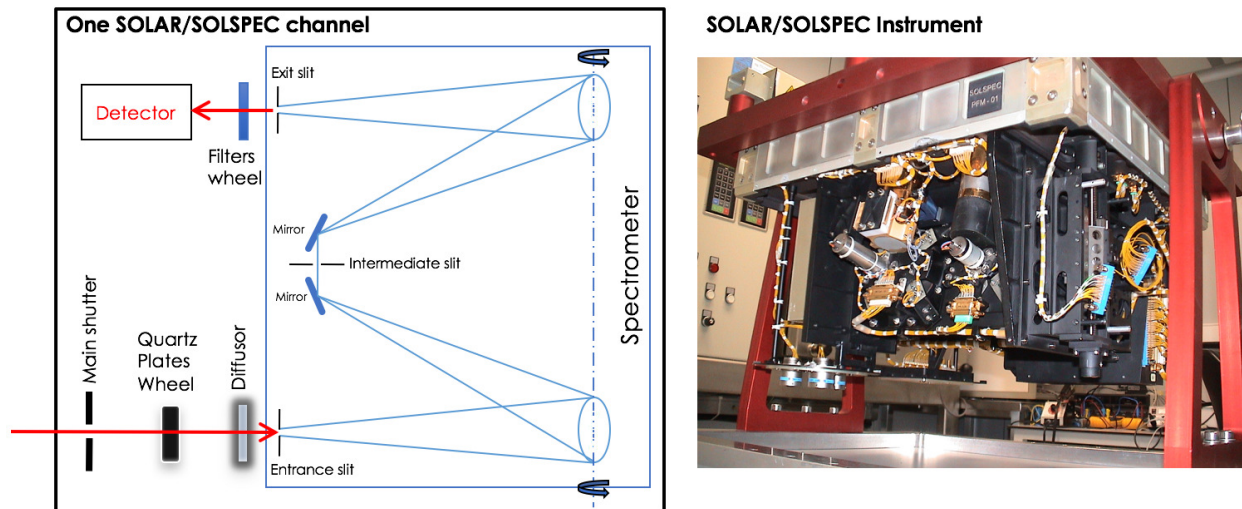 One SOLAR/SOLSPEC channel
SOLAR/SOLSPEC Instrument
Exit slit
Detector
Filters
wheel
Mirror
Intermediate slit
Mirror
Spectrometer
Main shutter
Quartz
Plates
Wheel
Diffusor
Entrance slit
SOLSPEC
PFM - 01